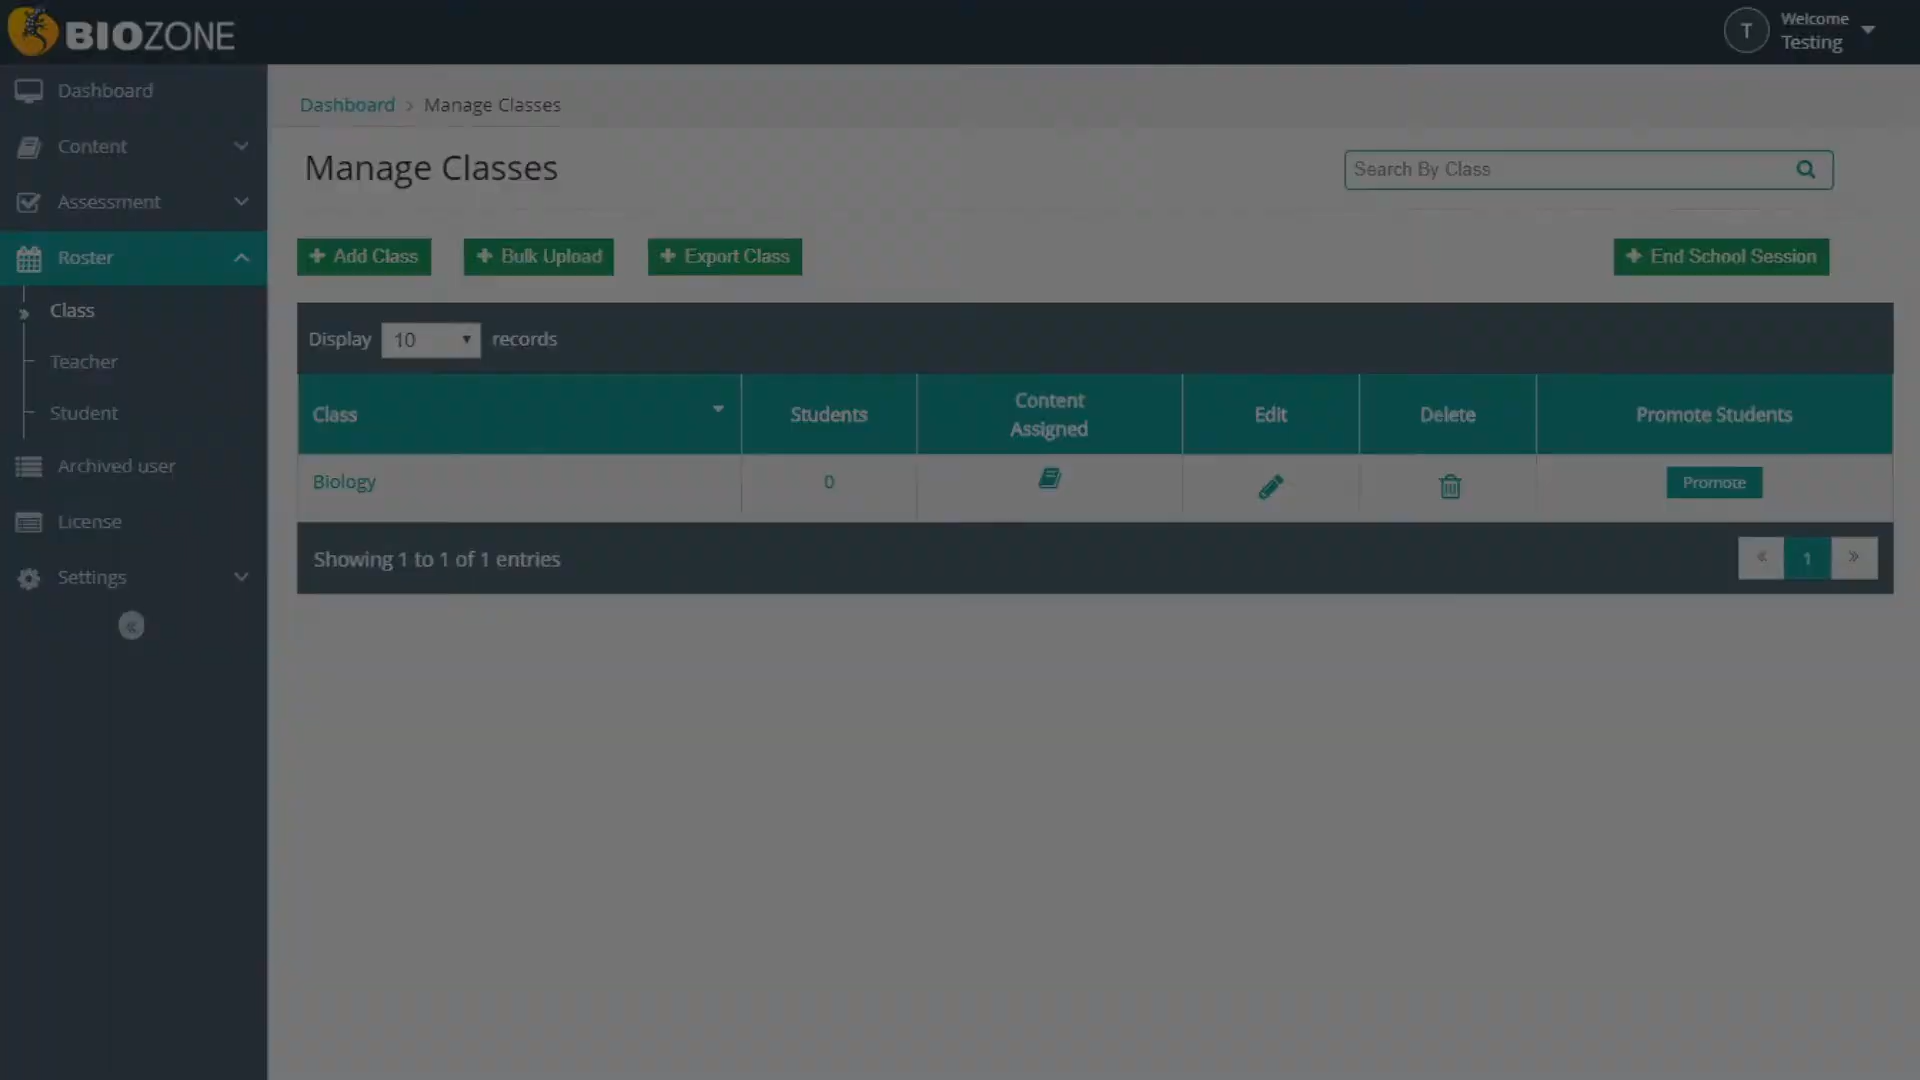 BIOZONE
T
Welcome
Testing
Dashboard
Content
Assessment
Roster
Class
Teacher
Student
Archived user
License
Settings
Dashboard > Manage Classes
Manage Classes
Search By Class
Add Class
Bulk Upload
Export Class
End School Session
Display 10 records
Class
Students
Content
Assigned
Edit
Delete
Promote Students
Biology
0
Promote
Showing 1 to 1 of 1 entries
« 1 »